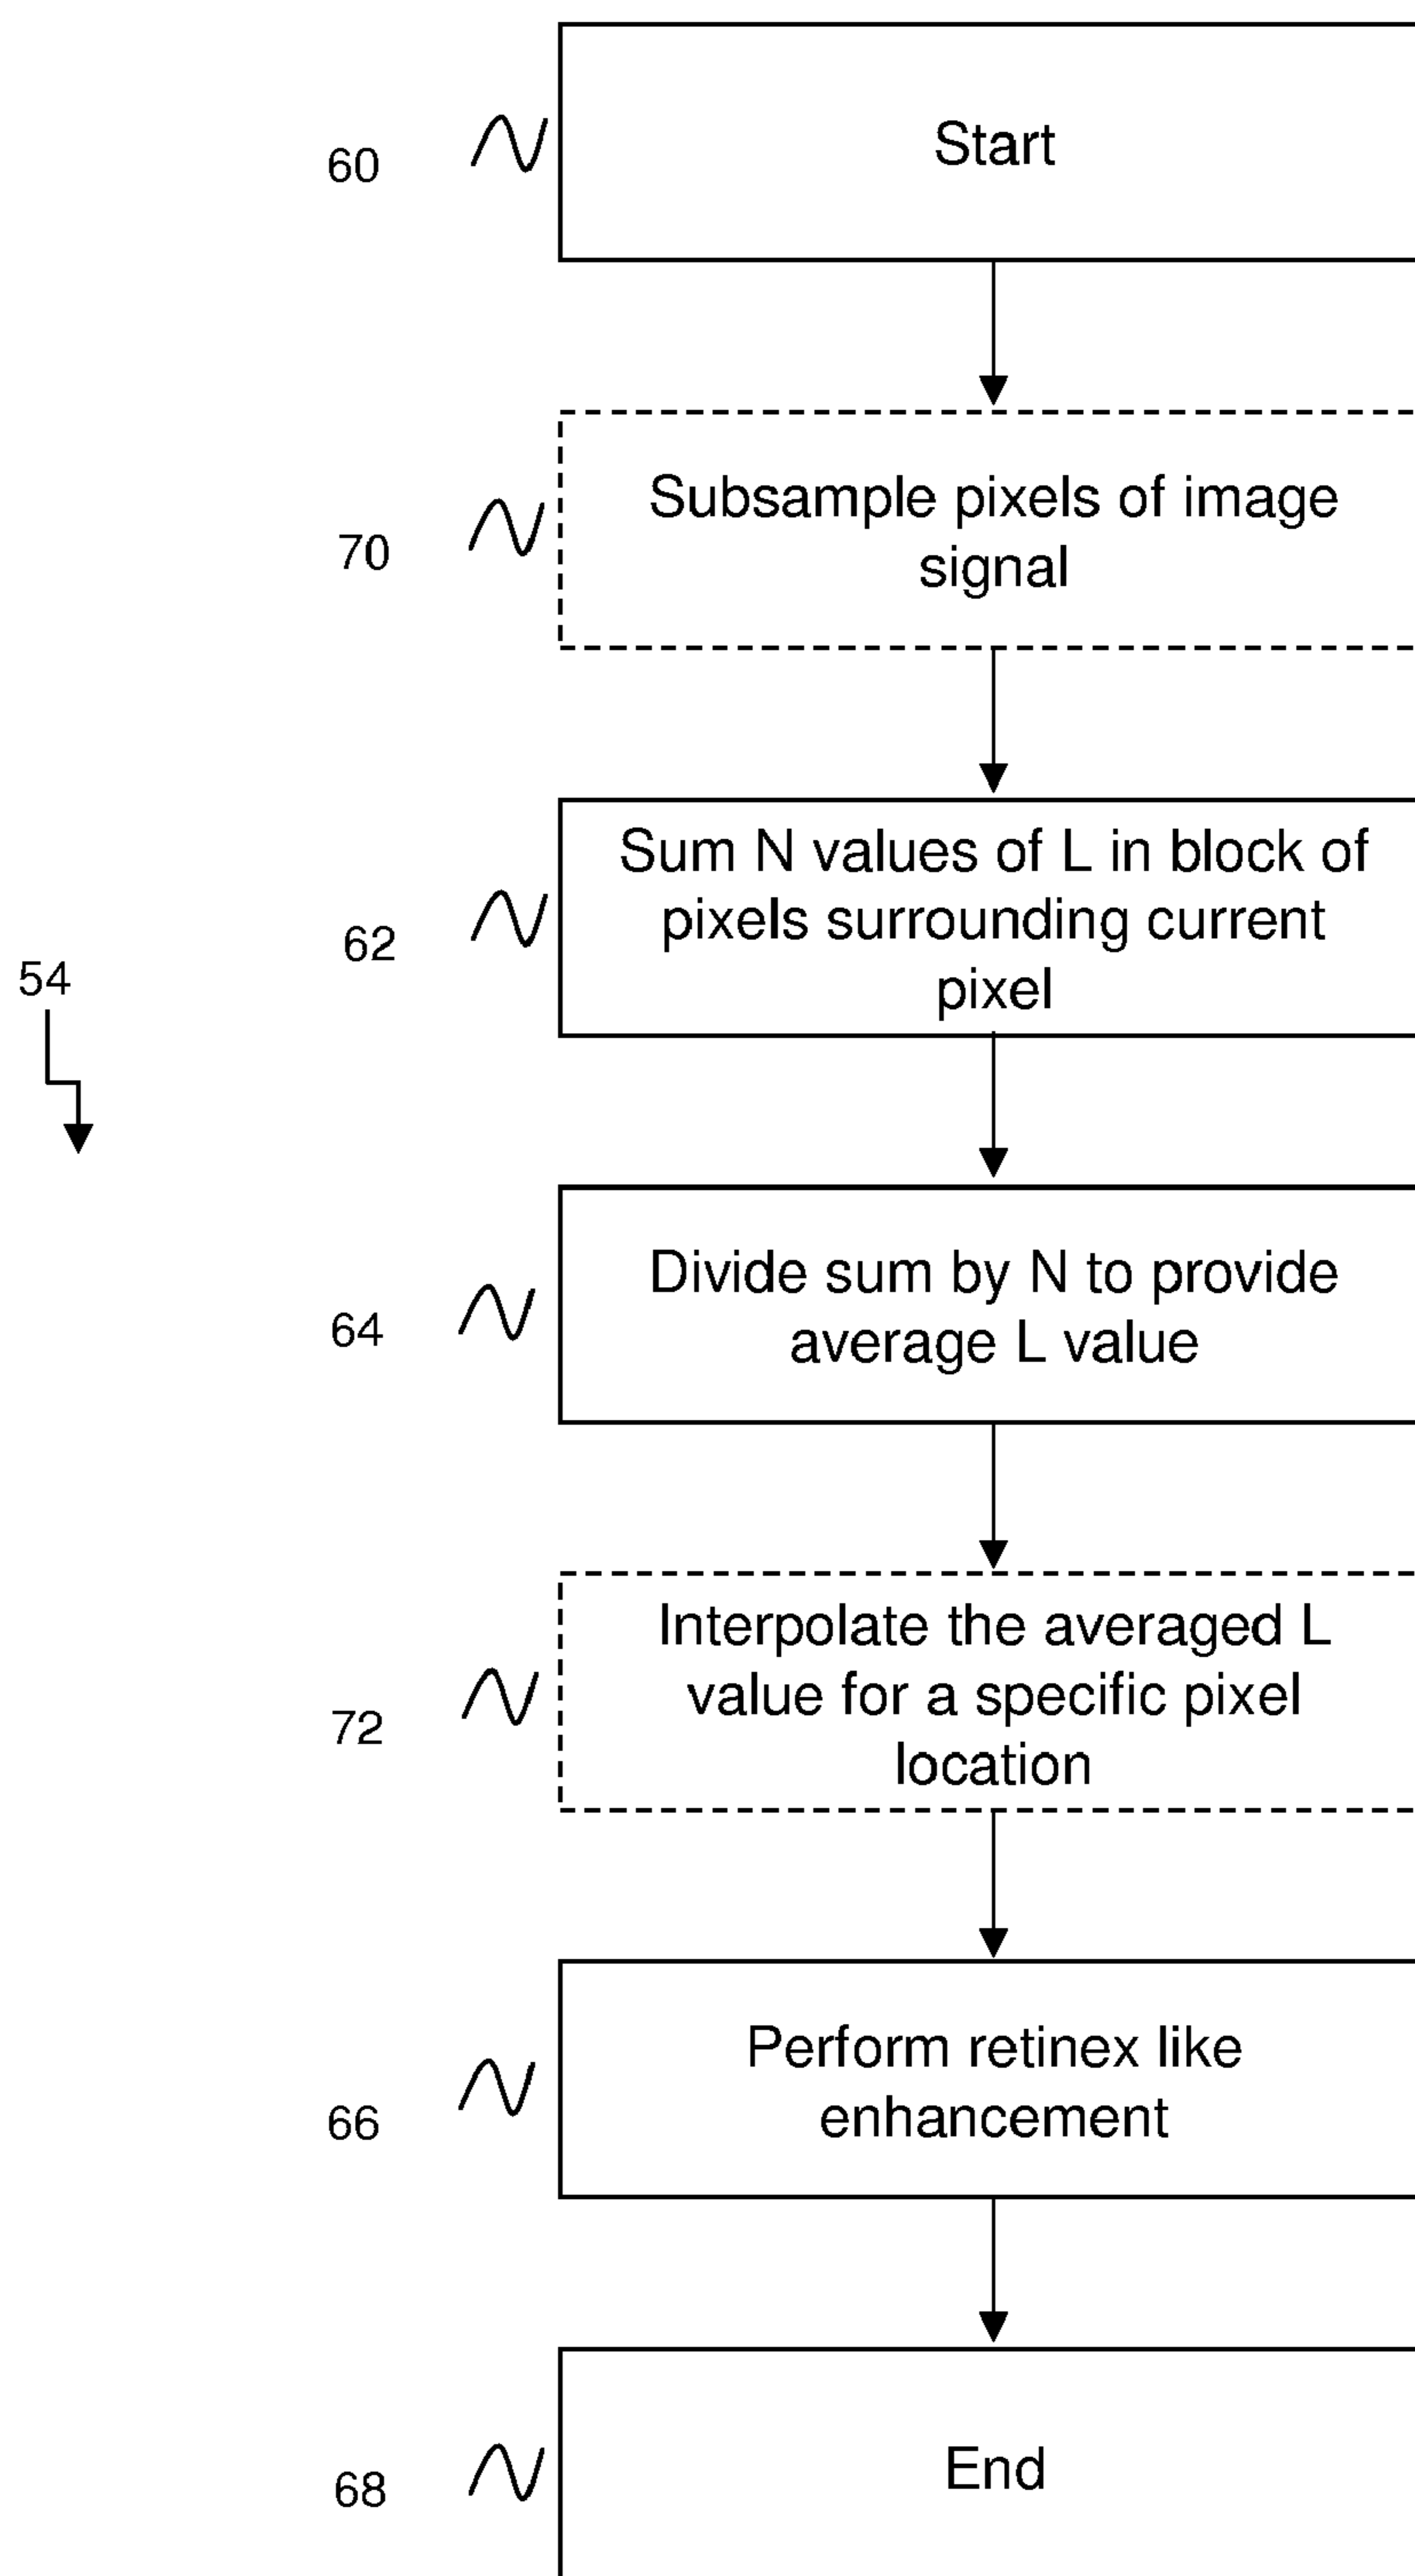 60
Start
70
Subsample pixels of image
signal
62
Sum N values of L in block of
pixels surrounding current
pixel
54
64
Divide sum by N to provide
average L value
72
Interpolate the averaged L
value for a specific pixel
location
66
Perform retinex like
enhancement
68
End